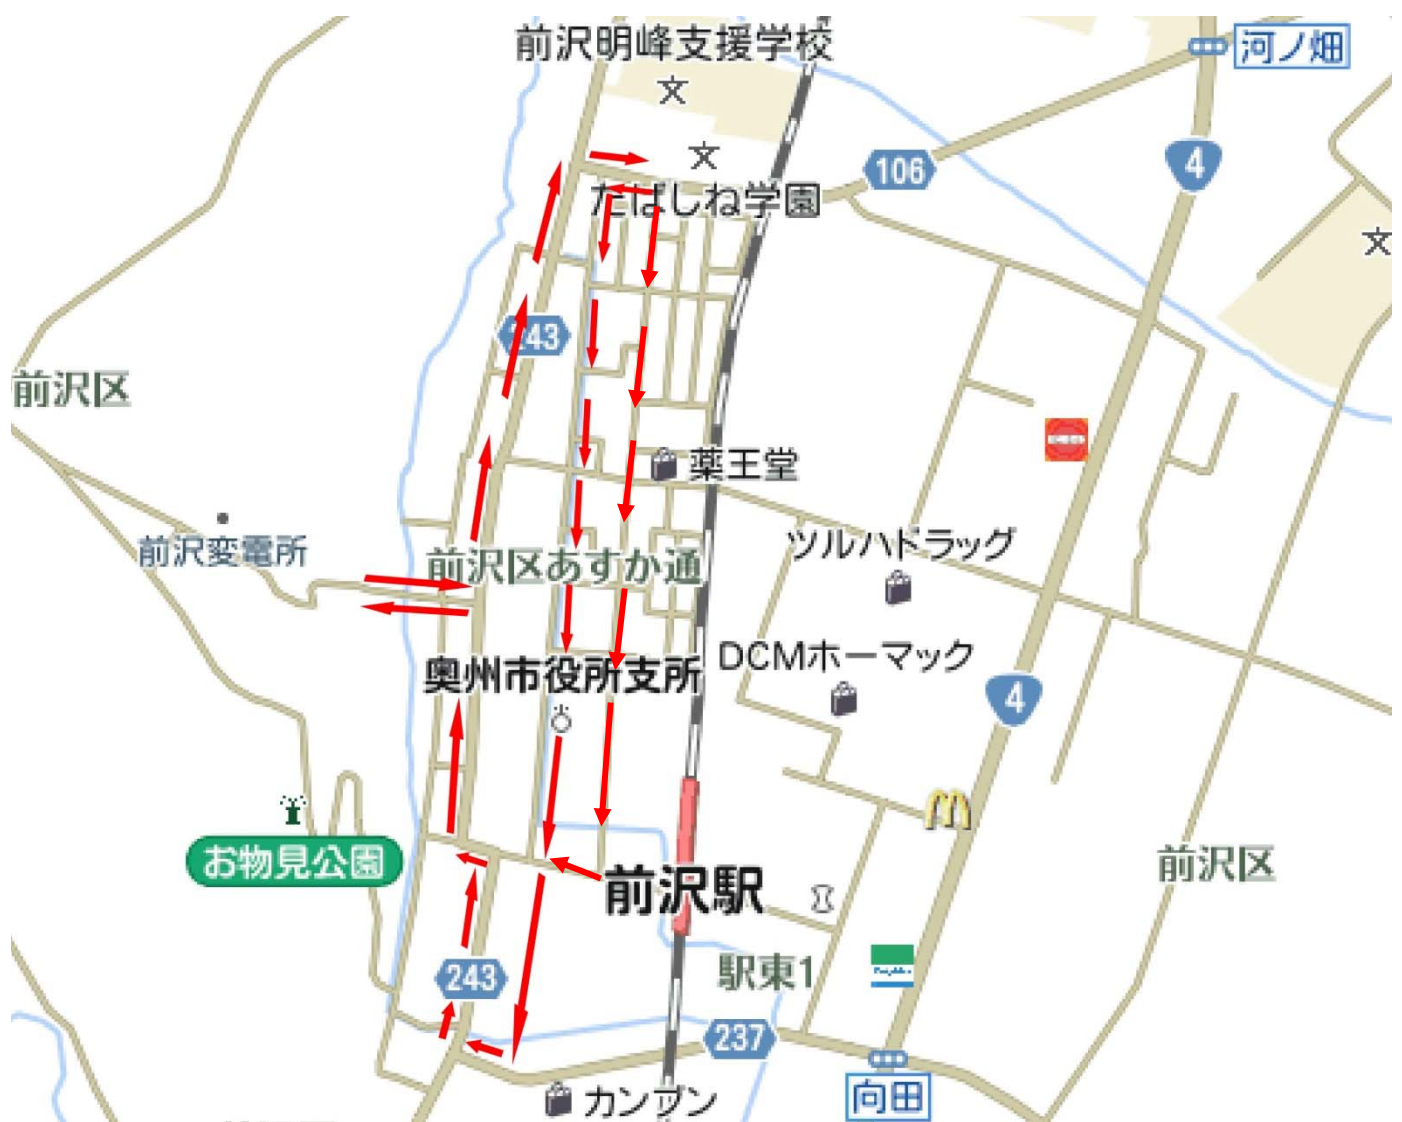 前沢明峰支援学校
河ノ畑
106
4
たばしね学園
243
前沢区
薬王堂
前沢変電所
前沢区あすか通
ツルハドラッグ
奥州市役所支所
DCMホーマック
4
お物見公園
前沢駅
前沢区
243
駅東1
237
カンブン
向田